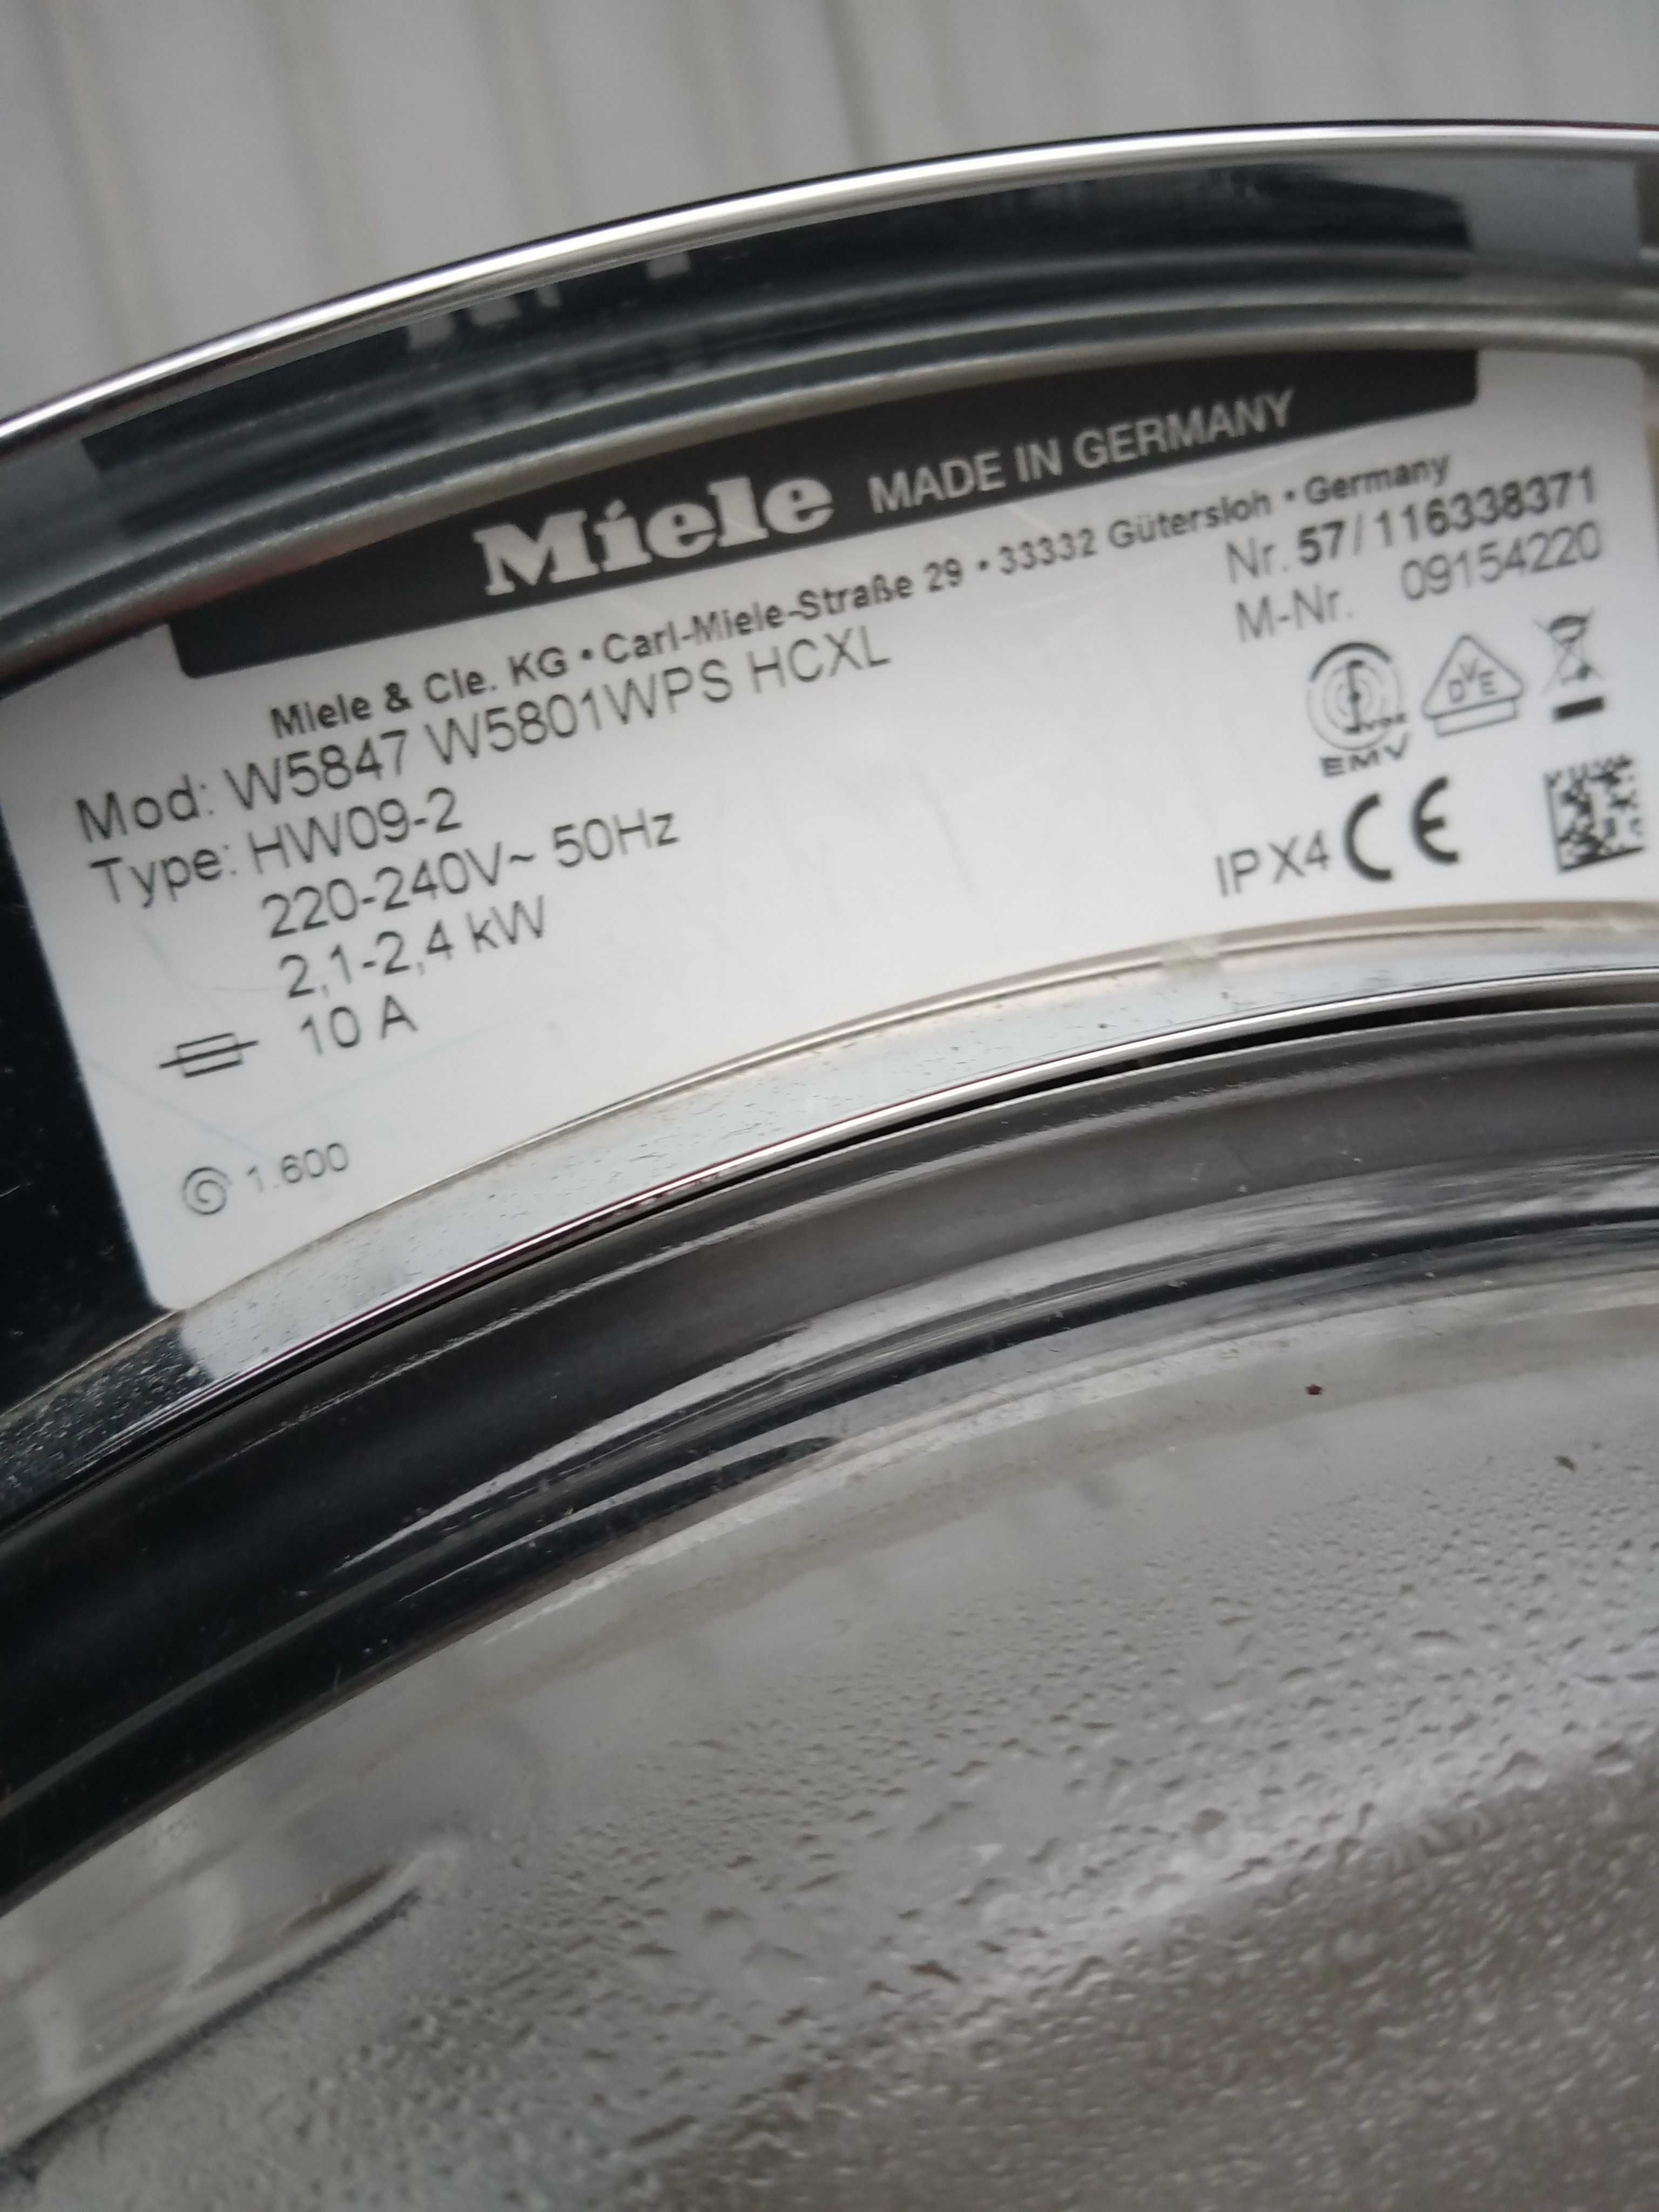 Miele MADE IN GERMANY
Miele & Cie. KG • Carl-Miele-Straße 29 • 33332 Gütersloh • Germany
Mod: W5847 W5801WPS HCXL
Nr. 57/116338371
Type: HW09-2
M-Nr. 09154220
220-240V~ 50Hz
2,1-2,4 kW
10 A
1.600
VDE
EMV
DVE
IPX4 CE